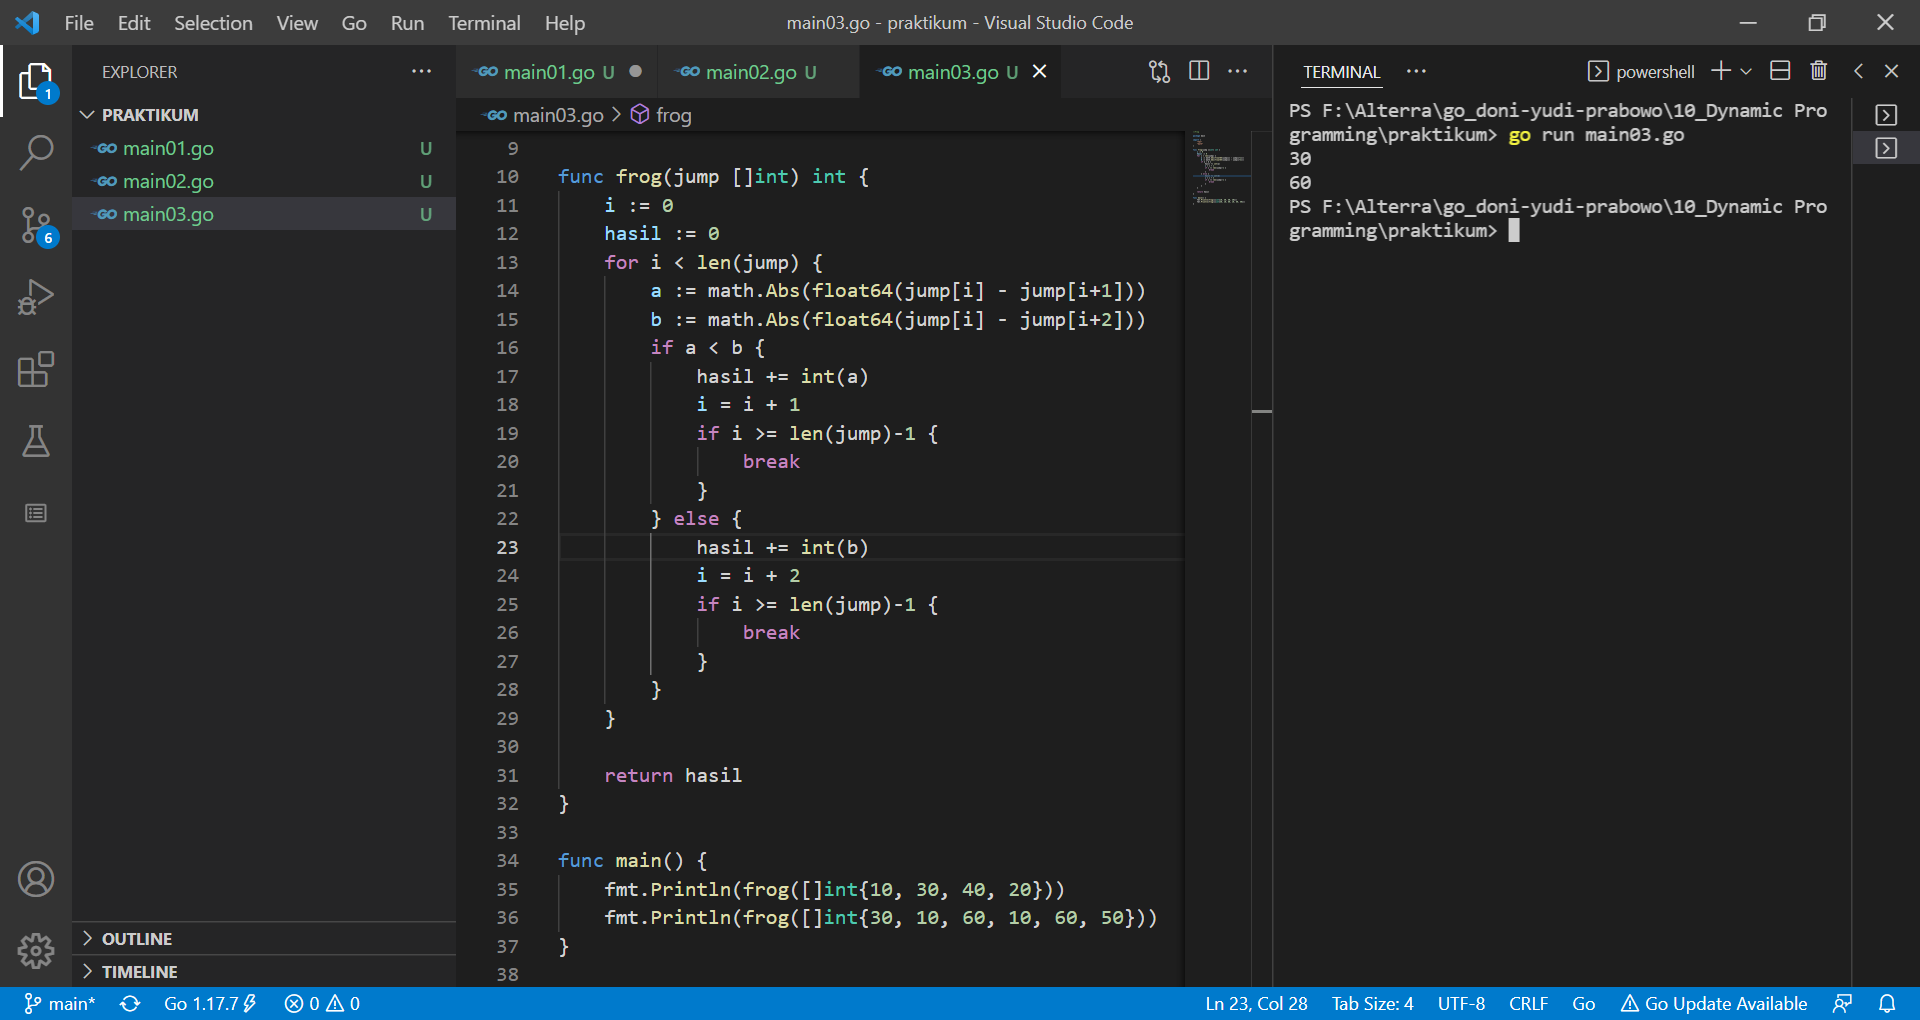 File Edit Selection View Go Run Terminal Help
main03.go - praktikum - Visual Studio Code
EXPLORER
PRAKTIKUM
GO main01.go U
GO main02.go U
GO main03.go U
1
6
OUTLINE
TIMELINE
GO main01.go U
GO main02.go U
GO main03.go U
GO main03.go > frog
9
10 func frog(jump []int) int {
11 i := 0
12 hasil := 0
13 for i < len(jump) {
14 a := math.Abs(float64(jump[i] - jump[i+1]))
15 b := math.Abs(float64(jump[i] - jump[i+2]))
16 if a < b {
17 hasil += int(a)
18 i = i + 1
19 if i >= len(jump)-1 {
20 break
21 }
22 } else {
23 hasil += int(b)
24 i = i + 2
25 if i >= len(jump)-1 {
26 break
27 }
28 }
29 }
30
31 return hasil
32 }
33
34 func main() {
35 fmt.Println(frog([]int{10, 30, 40, 20}))
36 fmt.Println(frog([]int{30, 10, 60, 10, 60, 50}))
37 }
38
TERMINAL
powershell
PS F:\Alterra\go_doni-yudi-prabowo\10_Dynamic Pro
gramming\praktikum> go run main03.go
30
60
PS F:\Alterra\go_doni-yudi-prabowo\10_Dynamic Pro
gramming\praktikum>
main* Go 1.17.7 0 0 Ln 23, Col 28 Tab Size: 4 UTF-8 CRLF Go Go Update Available